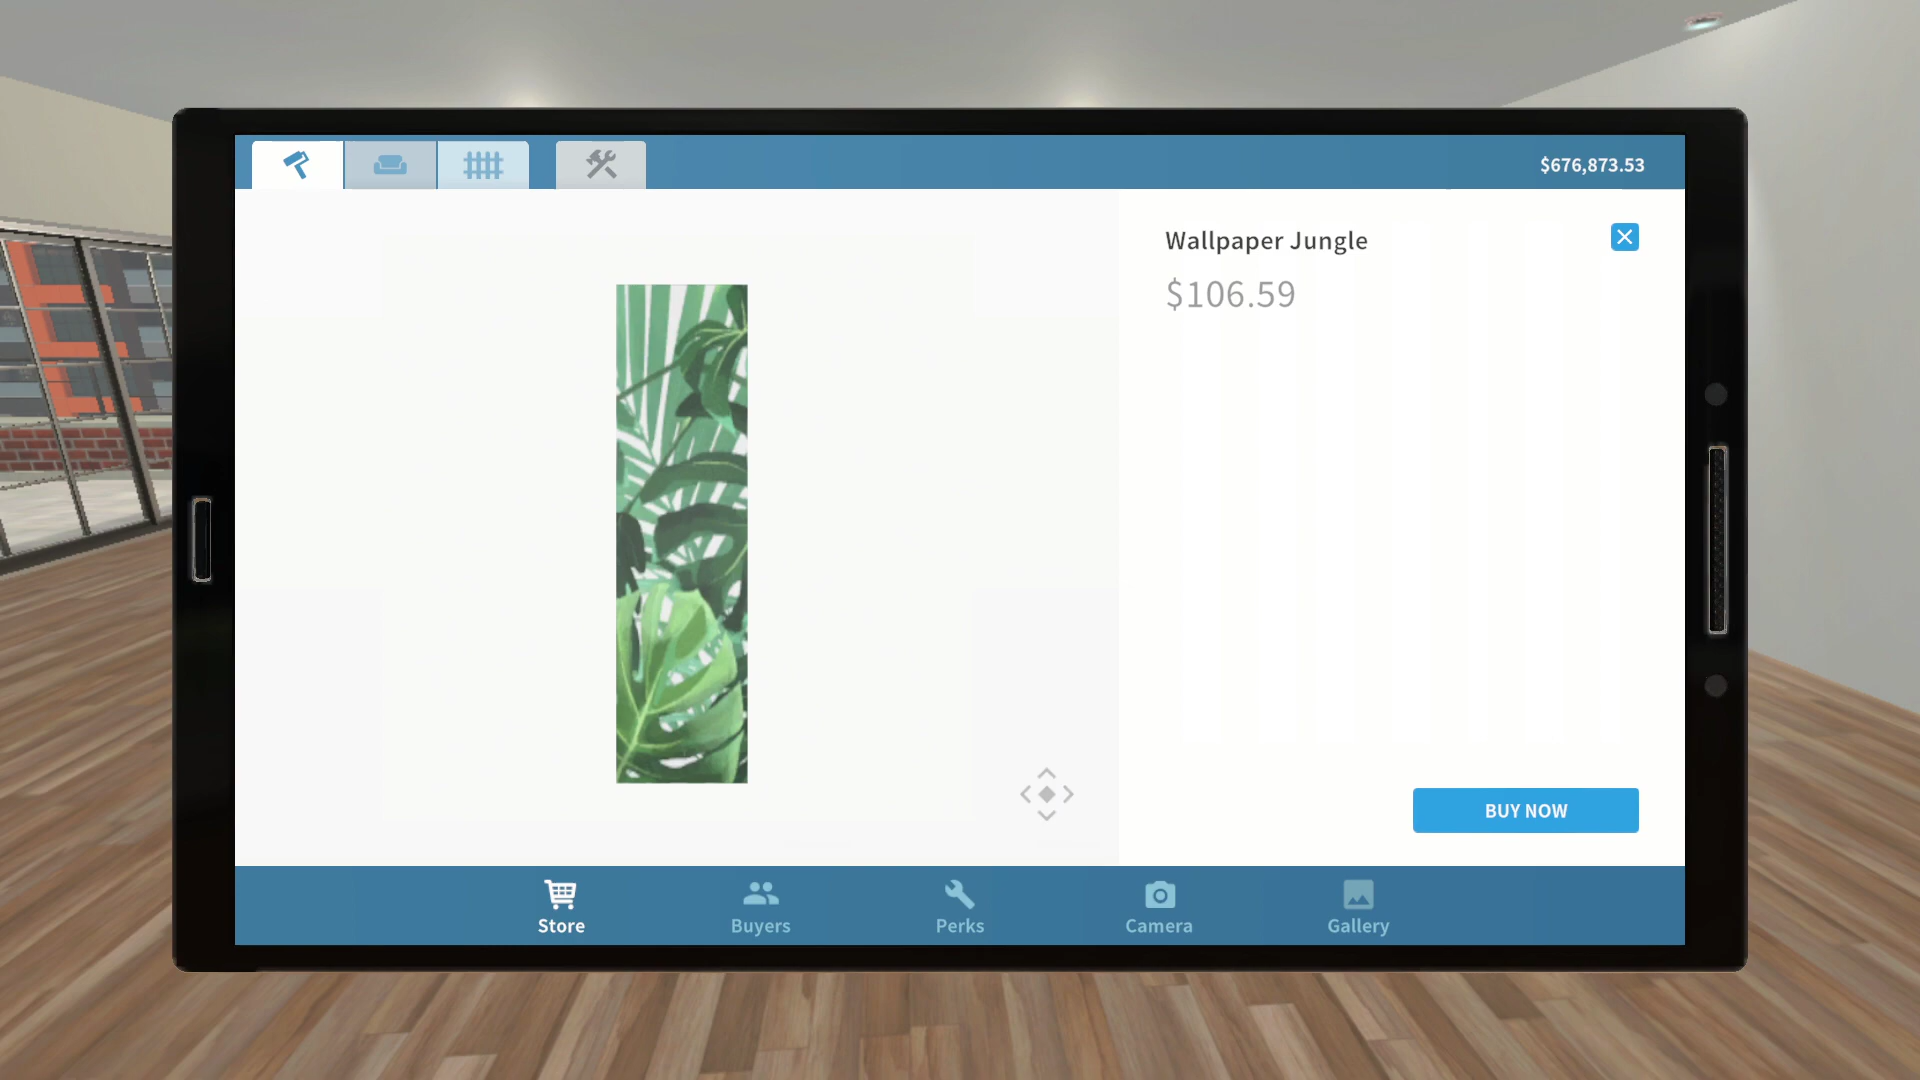 $676,873.53
Wallpaper Jungle
$106.59
BUY NOW
Store
Buyers
Perks
Camera
Gallery